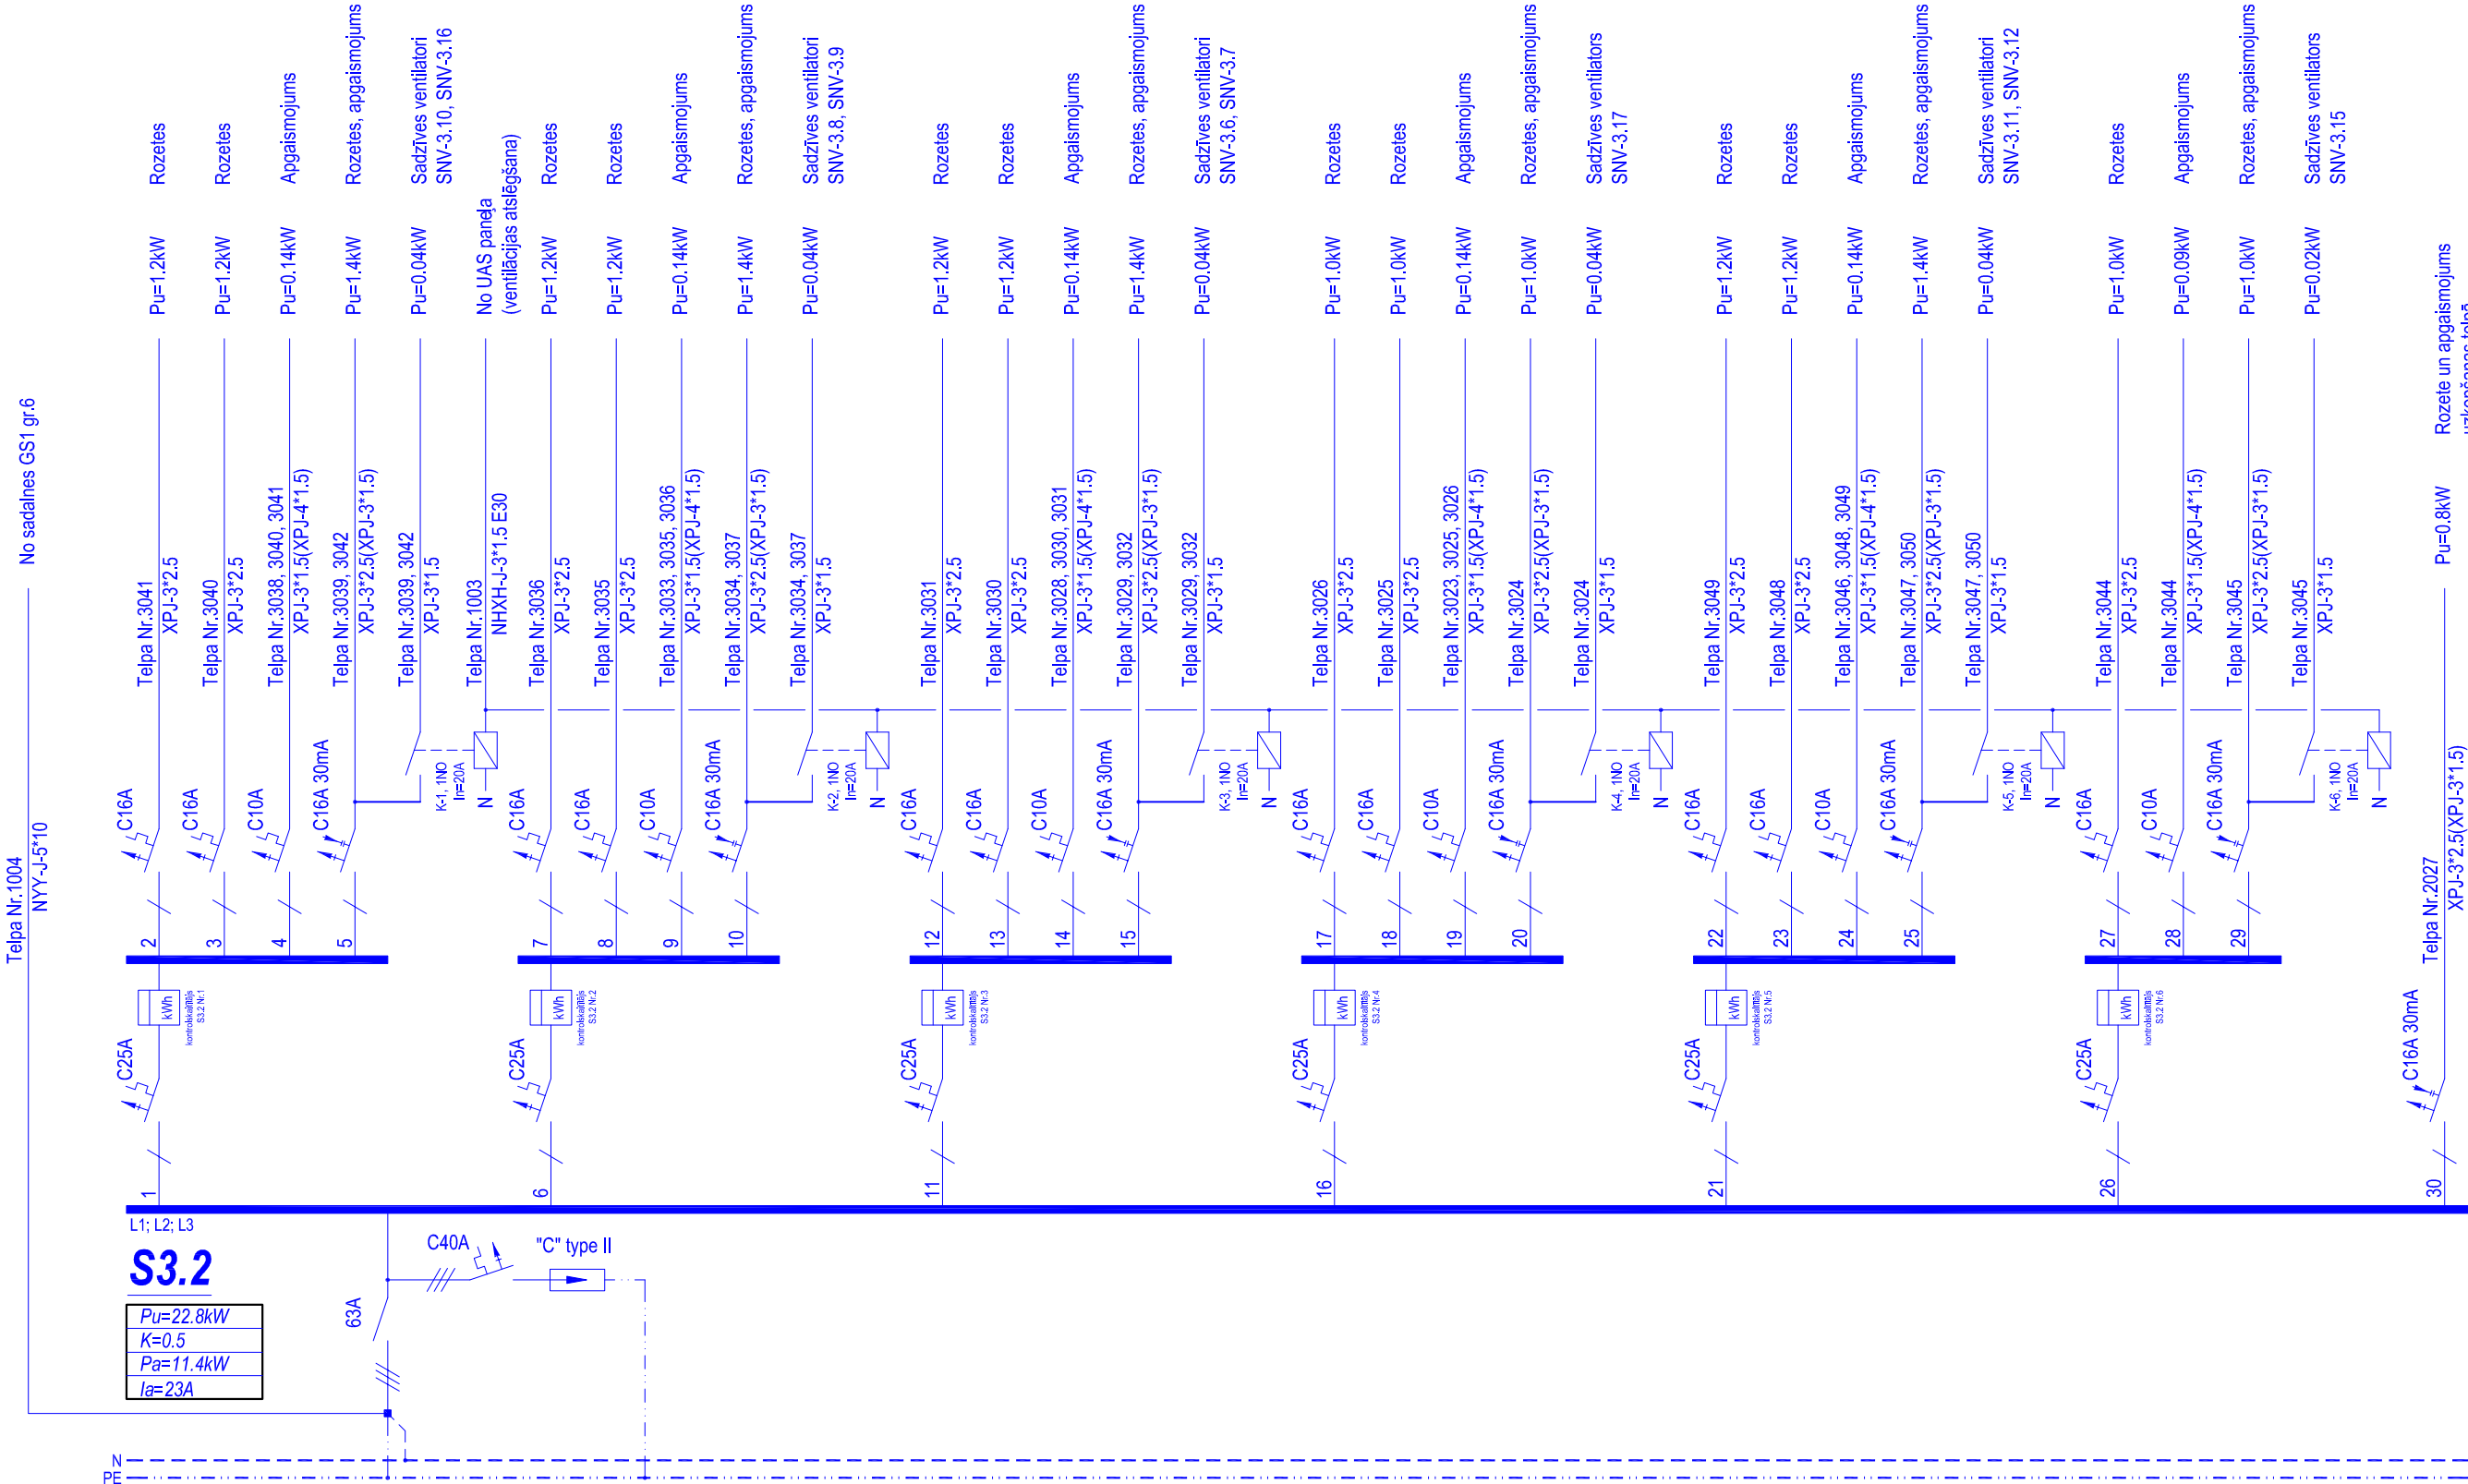 No sadalnes GS1 gr.6
Telpa Nr.1004
NYY-J-5*10
Rozetes
Pu=1.2kW
Telpa Nr.3041
XPJ-3*2.5
C16A
2
Rozetes
Pu=1.2kW
Telpa Nr.3040
XPJ-3*2.5
C16A
3
Apgaismojums
Pu=0.14kW
Telpa Nr.3038, 3040, 3041
XPJ-3*1.5(XPJ-4*1.5)
C10A
4
Rozetes, apgaismojums
Pu=1.4kW
Telpa Nr.3039, 3042
XPJ-3*2.5(XPJ-3*1.5)
C16A 30mA
5
Sadzīves ventilatori
SNV-3.10, SNV-3.16
Pu=0.04kW
Telpa Nr.3039, 3042
XPJ-3*1.5
K-1, 1NO
In=20A
N
No UAS paneļa
(ventilācijas atslēgšana)
Telpa Nr.1003
NHXH-J-3*1.5 E30
kWh
kontrolskaitītājs
S3.2 Nr.1
C25A
1
Rozetes
Pu=1.2kW
Telpa Nr.3036
XPJ-3*2.5
C16A
7
Rozetes
Pu=1.2kW
Telpa Nr.3035
XPJ-3*2.5
C16A
8
Apgaismojums
Pu=0.14kW
Telpa Nr.3033, 3035, 3036
XPJ-3*1.5(XPJ-4*1.5)
C10A
9
Rozetes, apgaismojums
Pu=1.4kW
Telpa Nr.3034, 3037
XPJ-3*2.5(XPJ-3*1.5)
C16A 30mA
10
Sadzīves ventilatori
SNV-3.8, SNV-3.9
Pu=0.04kW
Telpa Nr.3034, 3037
XPJ-3*1.5
K-2, 1NO
In=20A
N
kWh
kontrolskaitītājs
S3.2 Nr.2
C25A
6
Rozetes
Pu=1.2kW
Telpa Nr.3031
XPJ-3*2.5
C16A
12
Rozetes
Pu=1.2kW
Telpa Nr.3030
XPJ-3*2.5
C16A
13
Apgaismojums
Pu=0.14kW
Telpa Nr.3028, 3030, 3031
XPJ-3*1.5(XPJ-4*1.5)
C10A
14
Rozetes, apgaismojums
Pu=1.4kW
Telpa Nr.3029, 3032
XPJ-3*2.5(XPJ-3*1.5)
C16A 30mA
15
Sadzīves ventilatori
SNV-3.6, SNV-3.7
Pu=0.04kW
Telpa Nr.3029, 3032
XPJ-3*1.5
K-3, 1NO
In=20A
N
kWh
kontrolskaitītājs
S3.2 Nr.3
C25A
11
Rozetes
Pu=1.0kW
Telpa Nr.3026
XPJ-3*2.5
C16A
17
Rozetes
Pu=1.0kW
Telpa Nr.3025
XPJ-3*2.5
C16A
18
Apgaismojums
Pu=0.14kW
Telpa Nr.3023, 3025, 3026
XPJ-3*1.5(XPJ-4*1.5)
C10A
19
Rozetes, apgaismojums
Pu=1.0kW
Telpa Nr.3024
XPJ-3*2.5(XPJ-3*1.5)
C16A 30mA
20
Sadzīves ventilators
SNV-3.17
Pu=0.04kW
Telpa Nr.3024
XPJ-3*1.5
K-4, 1NO
In=20A
N
kWh
kontrolskaitītājs
S3.2 Nr.4
C25A
16
Rozetes
Pu=1.2kW
Telpa Nr.3049
XPJ-3*2.5
C16A
22
Rozetes
Pu=1.2kW
Telpa Nr.3048
XPJ-3*2.5
C16A
23
Apgaismojums
Pu=0.14kW
Telpa Nr.3046, 3048, 3049
XPJ-3*1.5(XPJ-4*1.5)
C10A
24
Rozetes, apgaismojums
Pu=1.4kW
Telpa Nr.3047, 3050
XPJ-3*2.5(XPJ-3*1.5)
C16A 30mA
25
Sadzīves ventilatori
SNV-3.11, SNV-3.12
Pu=0.04kW
Telpa Nr.3047, 3050
XPJ-3*1.5
K-5, 1NO
In=20A
N
kWh
kontrolskaitītājs
S3.2 Nr.5
C25A
21
Rozetes
Pu=1.0kW
Telpa Nr.3044
XPJ-3*2.5
C16A
27
Apgaismojums
Pu=0.09kW
Telpa Nr.3044
XPJ-3*1.5(XPJ-4*1.5)
C10A
28
Rozetes, apgaismojums
Pu=1.0kW
Telpa Nr.3045
XPJ-3*2.5(XPJ-3*1.5)
C16A 30mA
29
Sadzīves ventilators
SNV-3.15
Pu=0.02kW
Telpa Nr.3045
XPJ-3*1.5
K-6, 1NO
In=20A
N
kWh
kontrolskaitītājs
S3.2 Nr.6
C25A
26
Rozete un apgaismojums
Pu=0.8kW
Telpa Nr.2027
XPJ-3*2.5(XPJ-3*1.5)
C16A 30mA
30
L1; L2; L3
S3.2
Pu=22.8kW
K=0.5
Pa=11.4kW
Ia=23A
63A
C40A
"C" type II
N
PE